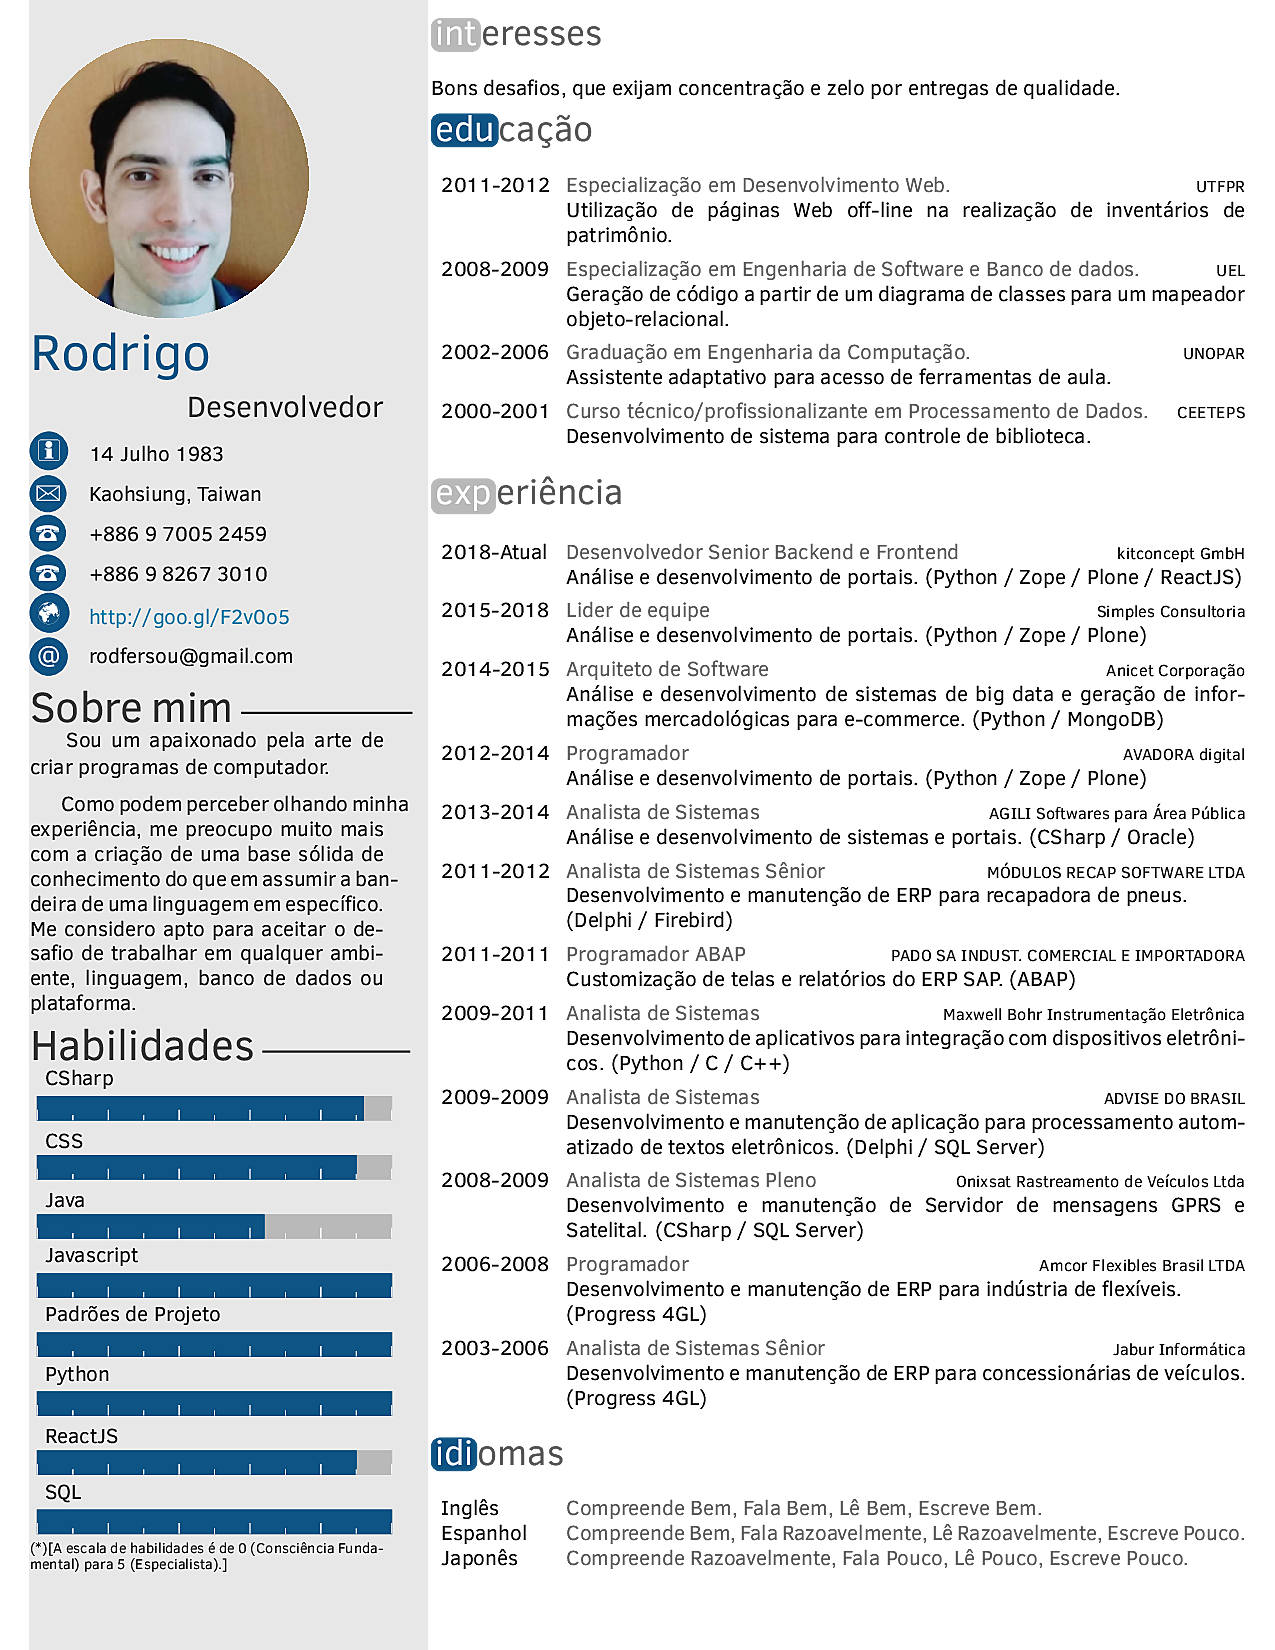 Rodrigo
Desenvolvedor
14 Julho 1983
Kaohsiung, Taiwan
+886 9 7005 2459
+886 9 8267 3010
http://goo.gl/F2v0o5
@ rodfersou@gmail.com
Sobre mim
Sou um apaixonado pela arte de
criar programas de computador.
Como podem perceber olhando minha
experiência, me preocupo muito mais
com a criação de uma base sólida de
conhecimento do que em assumir a ban-
deira de uma linguagem em específico.
Me considero apto para aceitar o de-
safio de trabalhar em qualquer ambi-
ente, linguagem, banco de dados ou
plataforma.
Habilidades
CSharp
CSS
Java
Javascript
Padrões de Projeto
Python
ReactJS
SQL
(*)[A escala de habilidades é de 0 (Consciência Funda-
mental) para 5 (Especialista).]
interesses
Bons desafios, que exijam concentração e zelo por entregas de qualidade.
educação
2011-2012 Especialização em Desenvolvimento Web. UTFPR
Utilização de páginas Web off-line na realização de inventários de
patrimônio.
2008-2009 Especialização em Engenharia de Software e Banco de dados. UEL
Geração de código a partir de um diagrama de classes para um mapeador
objeto-relacional.
2002-2006 Graduação em Engenharia da Computação. UNOPAR
Assistente adaptativo para acesso de ferramentas de aula.
2000-2001 Curso técnico/profissionalizante em Processamento de Dados. CEETEPS
Desenvolvimento de sistema para controle de biblioteca.
experiência
2018-Atual Desenvolvedor Senior Backend e Frontend kitconcept GmbH
Análise e desenvolvimento de portais. (Python / Zope / Plone / ReactJS)
2015-2018 Lider de equipe Simples Consultoria
Análise e desenvolvimento de portais. (Python / Zope / Plone)
2014-2015 Arquiteto de Software Anicet Corporação
Análise e desenvolvimento de sistemas de big data e geração de infor-
mações mercadológicas para e-commerce. (Python / MongoDB)
2012-2014 Programador AVADORA digital
Análise e desenvolvimento de portais. (Python / Zope / Plone)
2013-2014 Analista de Sistemas AGILI Softwares para Área Pública
Análise e desenvolvimento de sistemas e portais. (CSharp / Oracle)
2011-2012 Analista de Sistemas Sênior MÓDULOS RECAP SOFTWARE LTDA
Desenvolvimento e manutenção de ERP para recapadora de pneus.
(Delphi / Firebird)
2011-2011 Programador ABAP PADO SA INDUST. COMERCIAL E IMPORTADORA
Customização de telas e relatórios do ERP SAP. (ABAP)
2009-2011 Analista de Sistemas Maxwell Bohr Instrumentação Eletrônica
Desenvolvimento de aplicativos para integração com dispositivos eletrôni-
cos. (Python / C / C++)
2009-2009 Analista de Sistemas ADVISE DO BRASIL
Desenvolvimento e manutenção de aplicação para processamento autom-
atizado de textos eletrônicos. (Delphi / SQL Server)
2008-2009 Analista de Sistemas Pleno Onixsat Rastreamento de Veículos Ltda
Desenvolvimento e manutenção de Servidor de mensagens GPRS e
Satelital. (CSharp / SQL Server)
2006-2008 Programador Amcor Flexibles Brasil LTDA
Desenvolvimento e manutenção de ERP para indústria de flexíveis.
(Progress 4GL)
2003-2006 Analista de Sistemas Sênior Jabur Informática
Desenvolvimento e manutenção de ERP para concessionárias de veículos.
(Progress 4GL)
idiomas
Inglês Compreende Bem, Fala Bem, Lê Bem, Escreve Bem.
Espanhol Compreende Bem, Fala Razoavelmente, Lê Razoavelmente, Escreve Pouco.
Japonês Compreende Razoavelmente, Fala Pouco, Lê Pouco, Escreve Pouco.